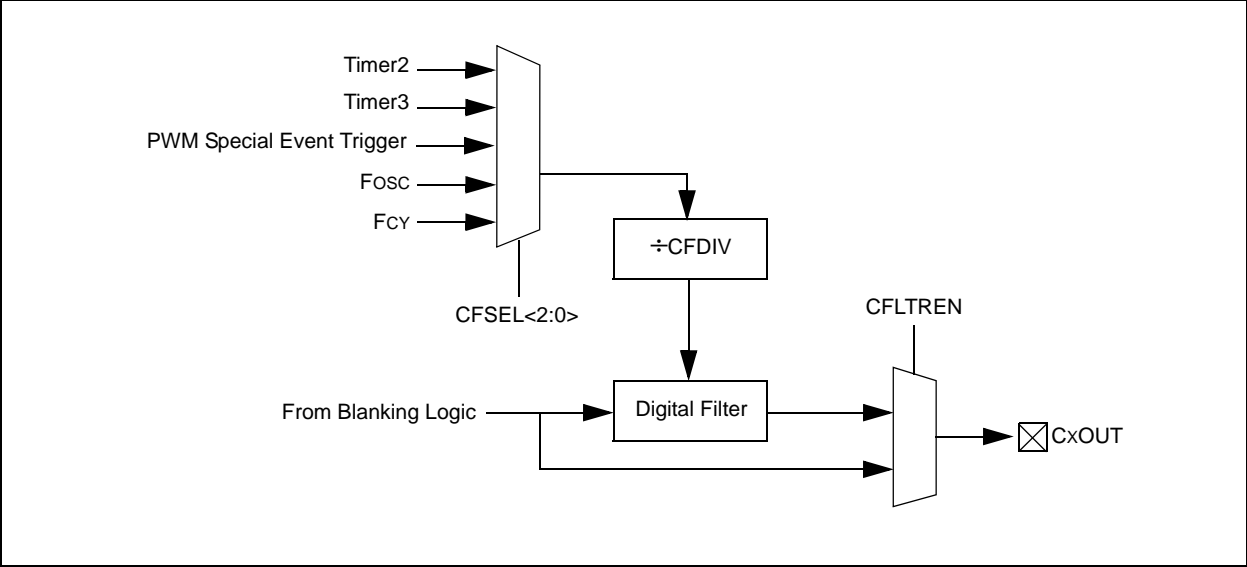 Timer2
Timer3
PWM Special Event Trigger
FOSC
FCY
÷CFDIV
CFSEL<2:0>
CFLTREN
From Blanking Logic
Digital Filter
CXOUT